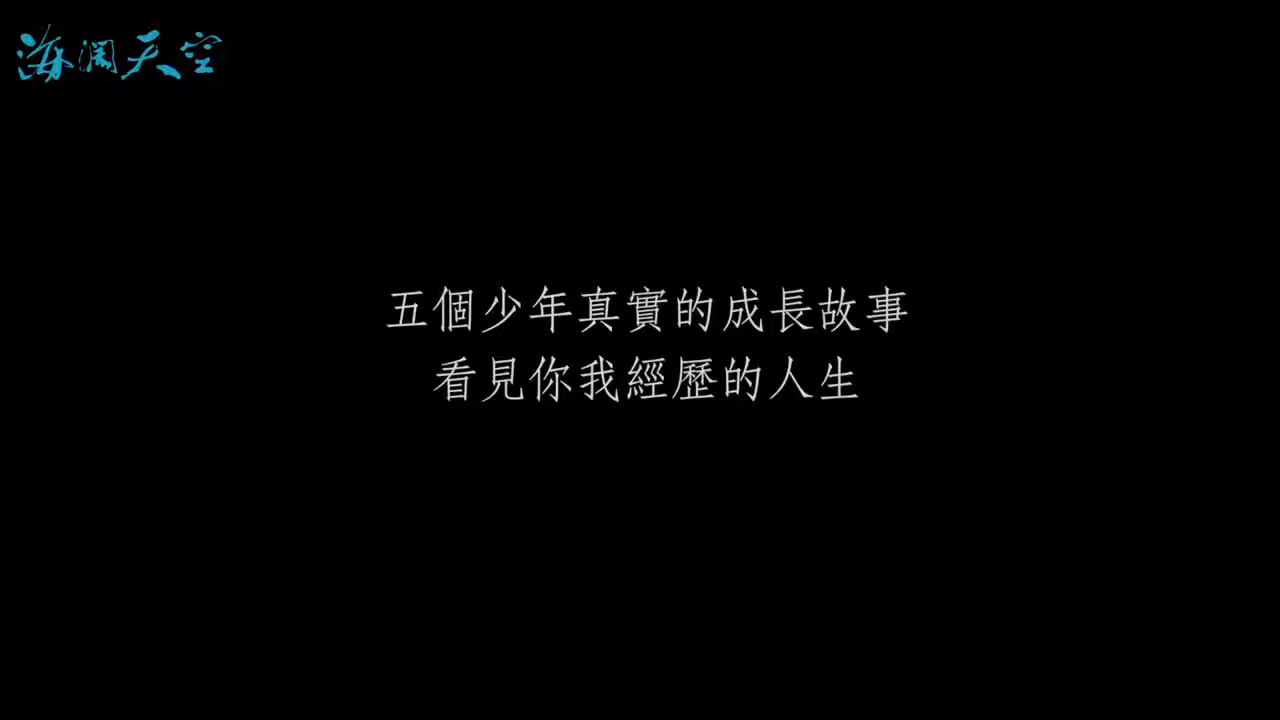 海濶天空
五個少年真實的成長故事
看見你我經歷的人生